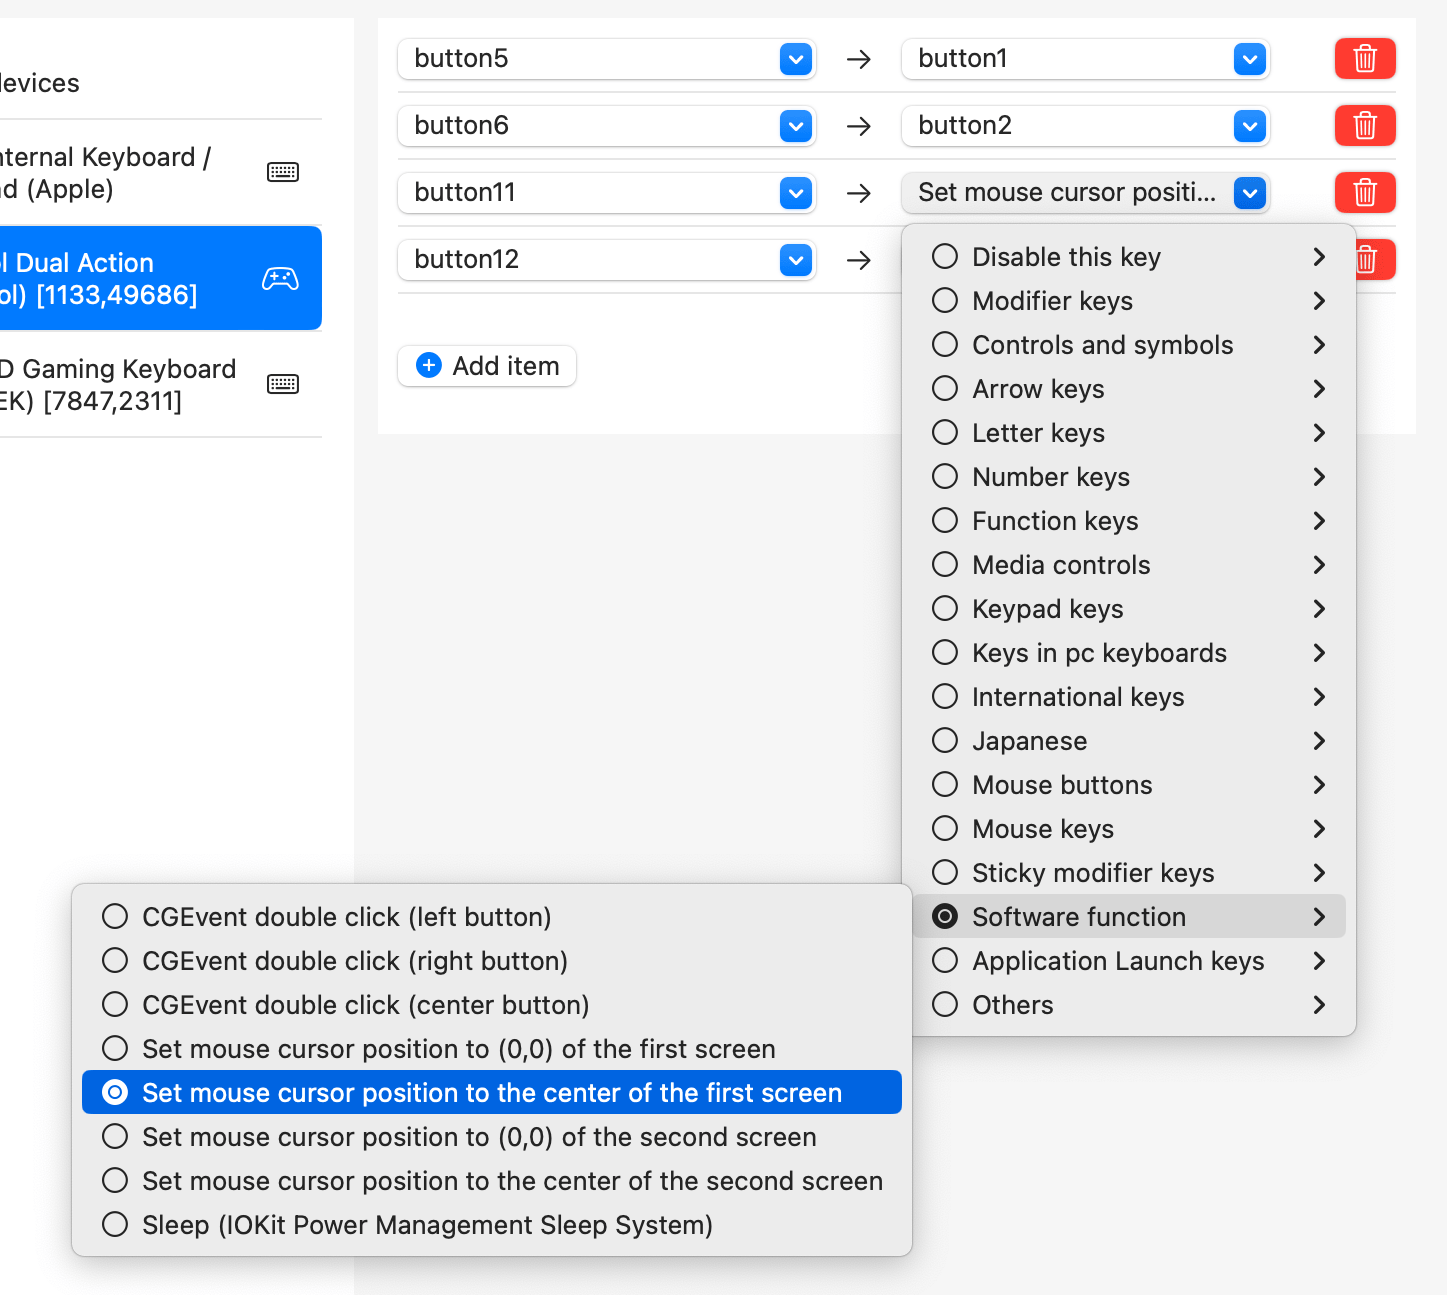 button5 → button1
button6 → button2
button11 → Set mouse cursor positi...
button12 →
Add item
nternal Keyboard /
(Apple)
Dual Action
[1133,49686]
D Gaming Keyboard
[7847,2311]
Disable this key
Modifier keys
Controls and symbols
Arrow keys
Letter keys
Number keys
Function keys
Media controls
Keypad keys
Keys in pc keyboards
International keys
Japanese
Mouse buttons
Mouse keys
Sticky modifier keys
Software function
Application Launch keys
Others
CGEvent double click (left button)
CGEvent double click (right button)
CGEvent double click (center button)
Set mouse cursor position to (0,0) of the first screen
Set mouse cursor position to the center of the first screen
Set mouse cursor position to (0,0) of the second screen
Set mouse cursor position to the center of the second screen
Sleep (IOKit Power Management Sleep System)